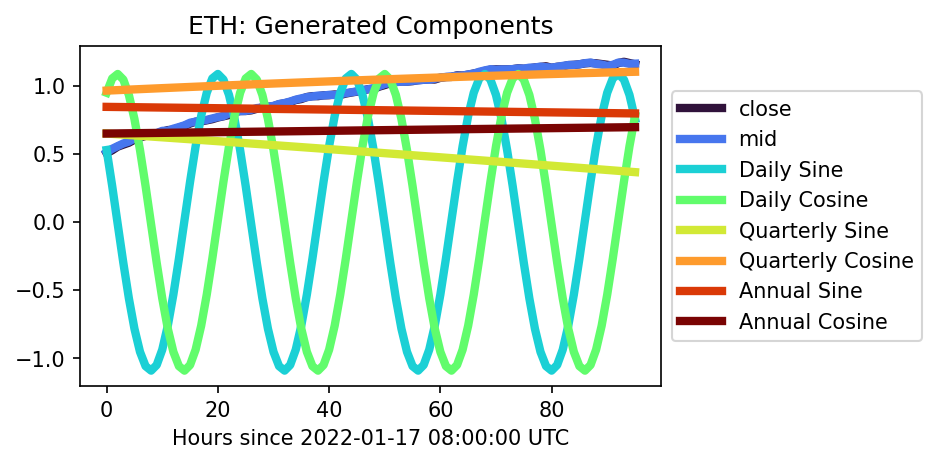 ETH: Generated Components
1.0
0.5
0.0
−0.5
−1.0
0
20
40
60
80
Hours since 2022-01-17 08:00:00 UTC
close
mid
Daily Sine
Daily Cosine
Quarterly Sine
Quarterly Cosine
Annual Sine
Annual Cosine